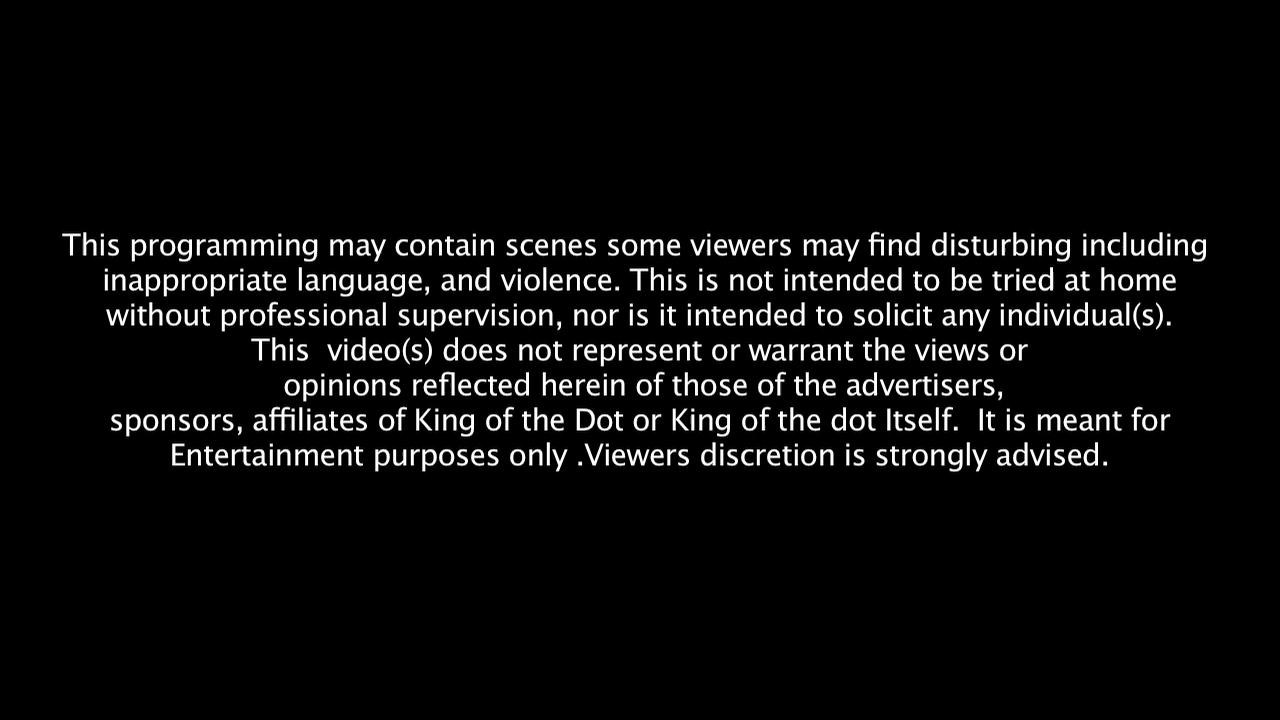 This programming may contain scenes some viewers may find disturbing including
inappropriate language, and violence. This is not intended to be tried at home
without professional supervision, nor is it intended to solicit any individual(s).
This  video(s) does not represent or warrant the views or
opinions reflected herein of those of the advertisers,
sponsors, affiliates of King of the Dot or King of the dot Itself.  It is meant for
Entertainment purposes only .Viewers discretion is strongly advised.